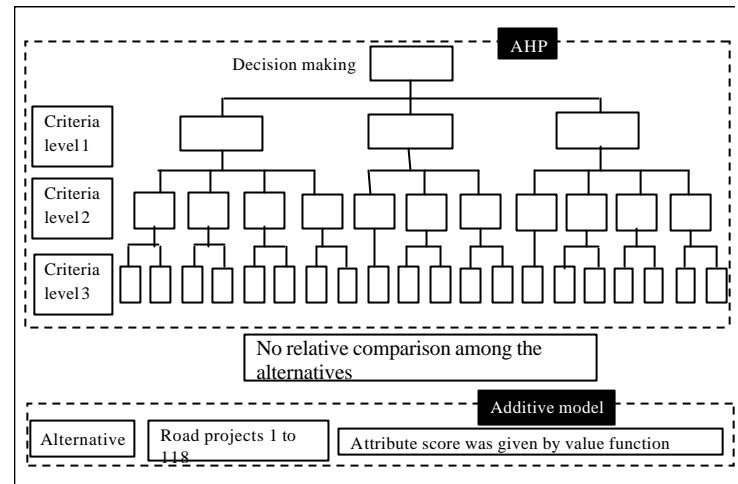 AHP
Decision making
Criteria
level 1
Criteria
level 2
Criteria
level 3
No relative comparison among the
alternatives
Additive model
Alternative
Road projects 1 to
118
Attribute score was given by value function